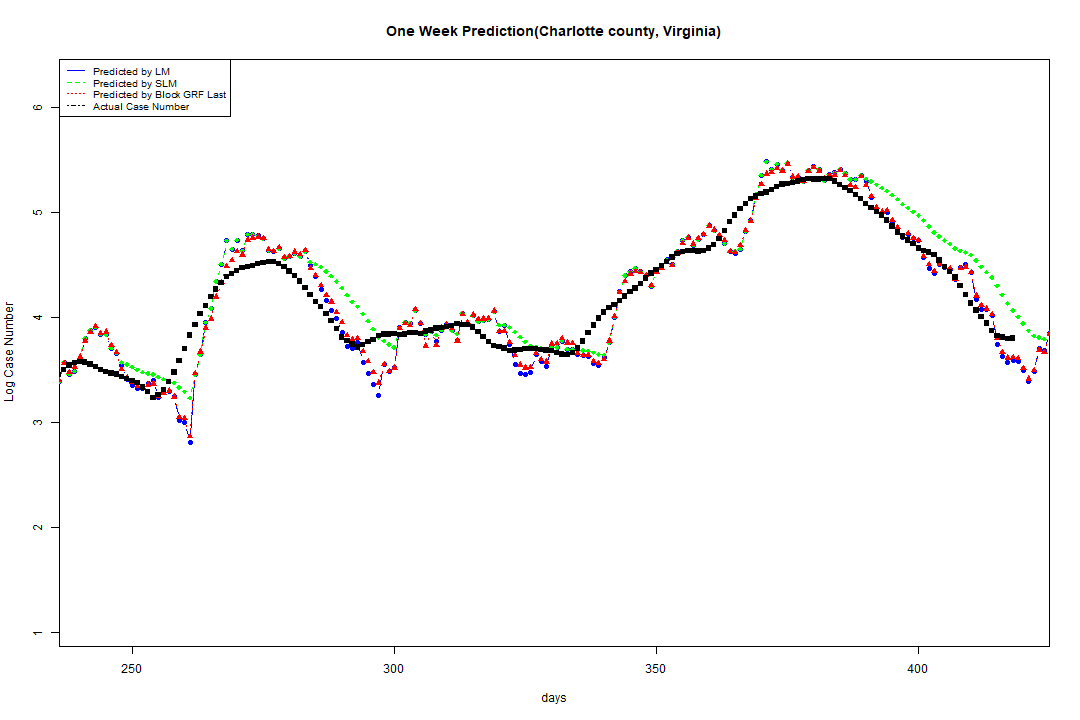 One Week Prediction(Charlotte county, Virginia)
Predicted by LM
Predicted by SLM
Predicted by Block GRF Last
Actual Case Number
Log Case Number
6
5
4
3
2
1
250 300 350 400
days